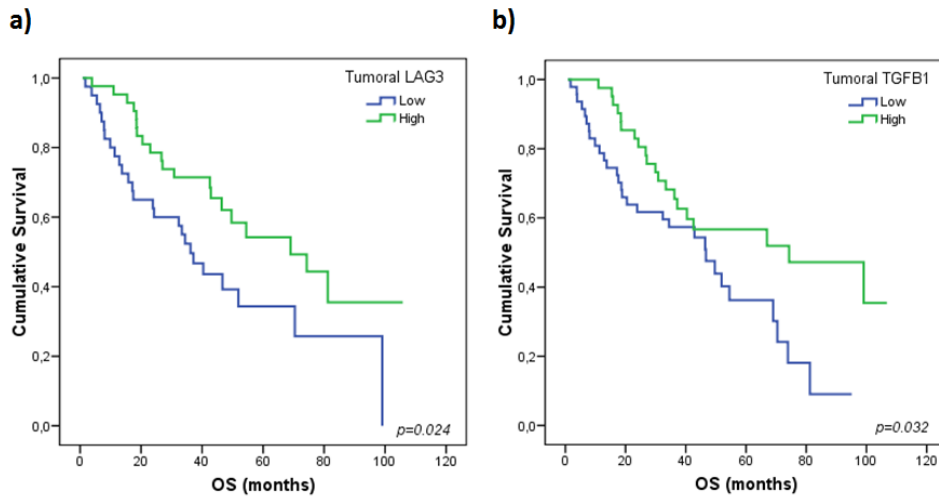 a)
Tumoral LAG3
Low
High
1,0
0,8
0,6
0,4
0,2
0,0
Cumulative Survival
p=0.024
0 20 40 60 80 100 120
OS (months)
b)
Tumoral TGFB1
Low
High
1,0
0,8
0,6
0,4
0,2
0,0
Cumulative Survival
p=0.032
0 20 40 60 80 100 120
OS (months)